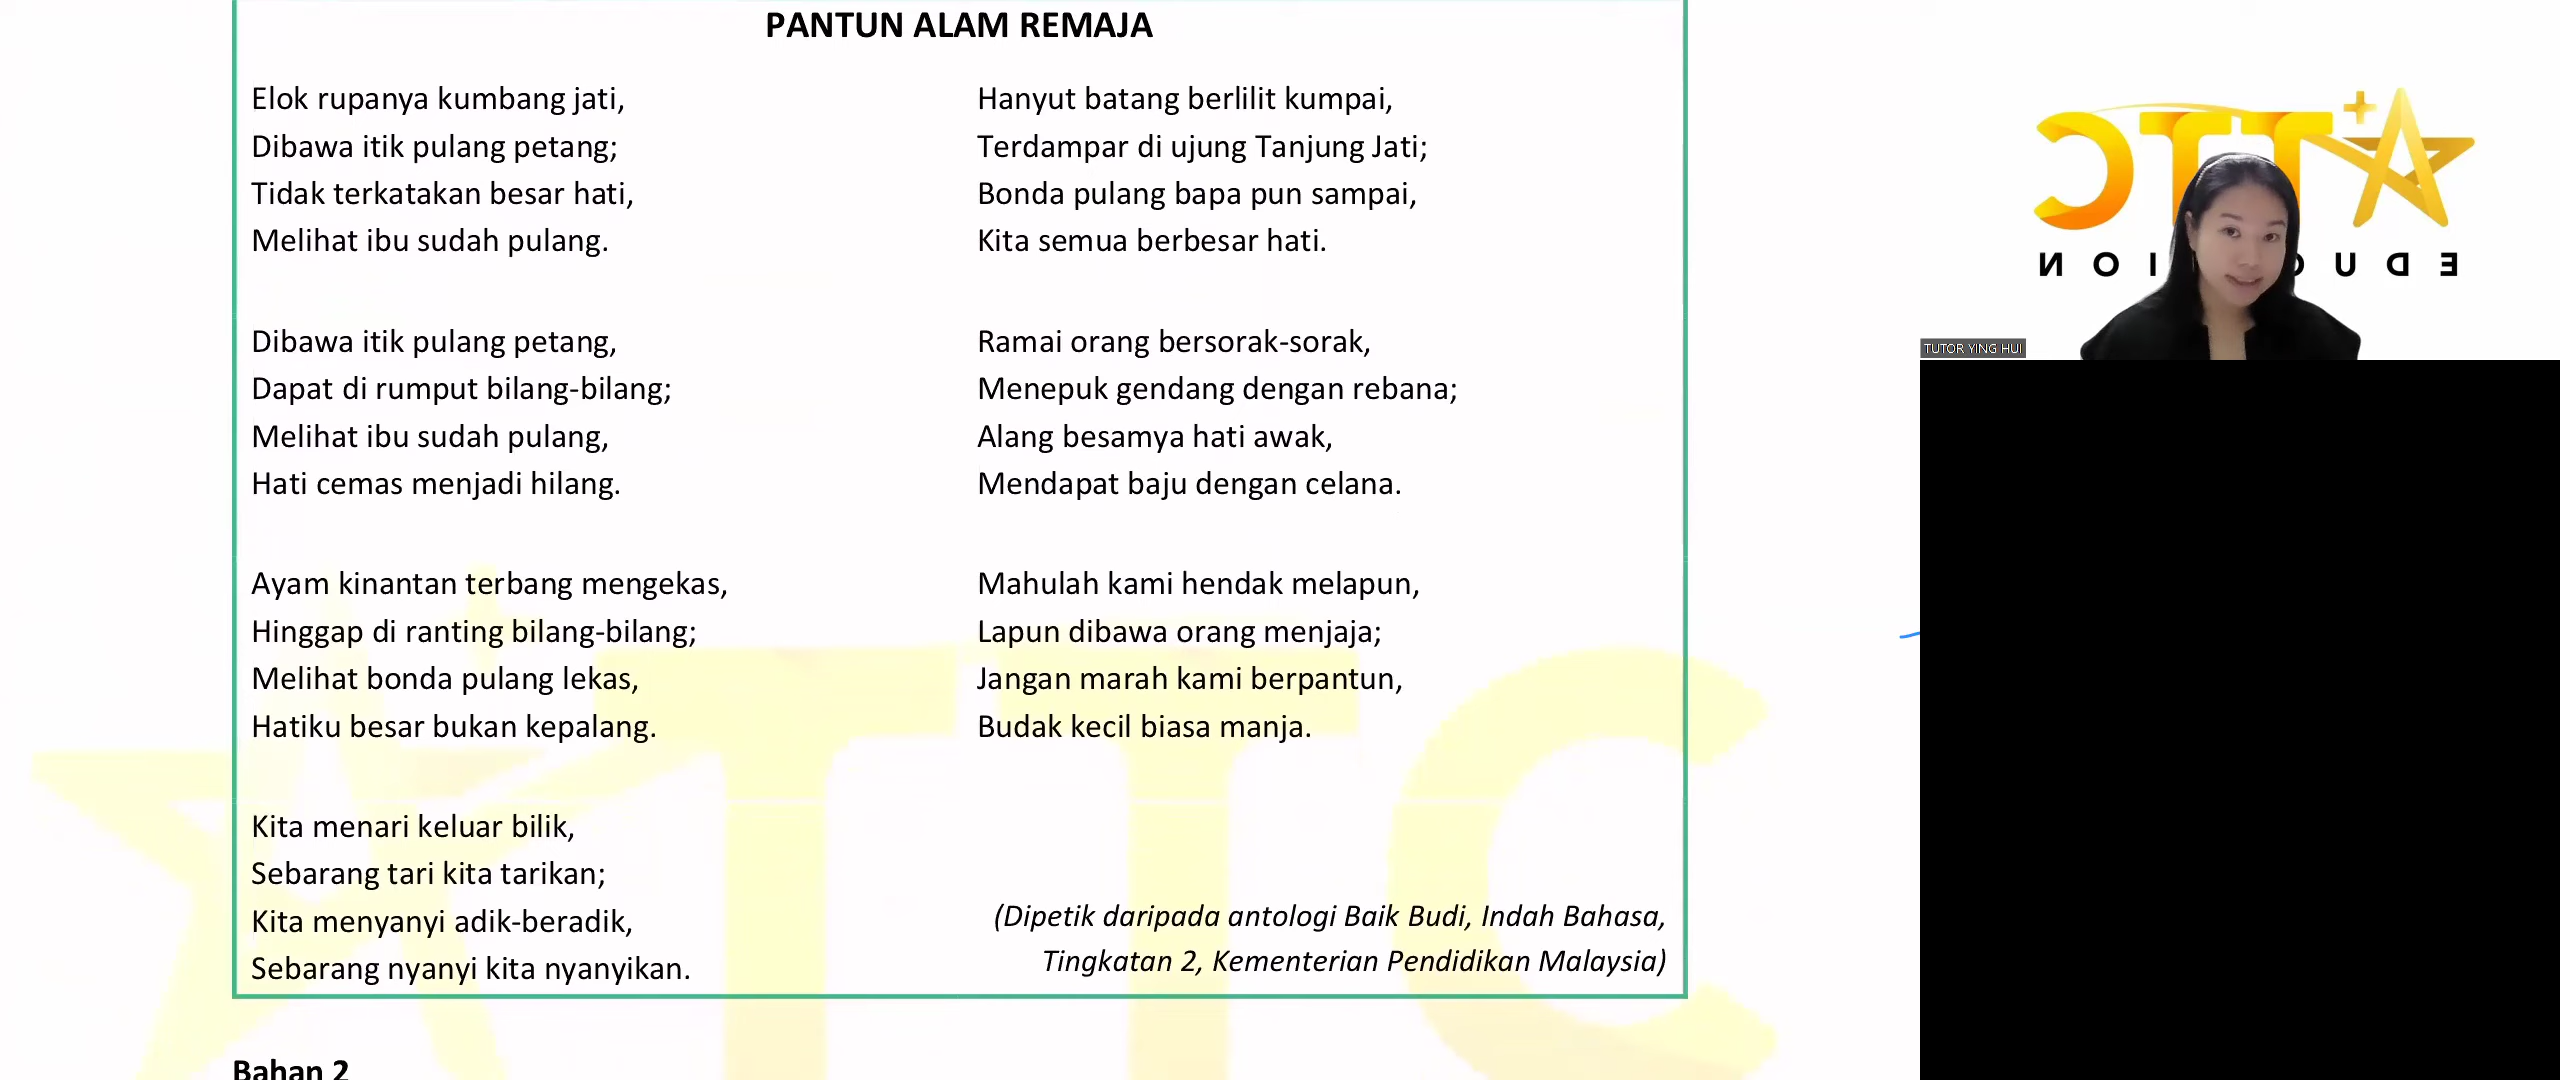 PANTUN ALAM REMAJA
Elok rupanya kumbang jati,
Dibawa itik pulang petang;
Tidak terkatakan besar hati,
Melihat ibu sudah pulang.
Dibawa itik pulang petang,
Dapat di rumput bilang-bilang;
Melihat ibu sudah pulang,
Hati cemas menjadi hilang.
Ayam kinantan terbang mengekas,
Hinggap di ranting bilang-bilang;
Melihat bonda pulang lekas,
Hatiku besar bukan kepalang.
Kita menari keluar bilik,
Sebarang tari kita tarikan;
Kita menyanyi adik-beradik,
Sebarang nyanyi kita nyanyikan.
Hanyut batang berlilit kumpai,
Terdampar di ujung Tanjung Jati;
Bonda pulang bapa pun sampai,
Kita semua berbesar hati.
Ramai orang bersorak-sorak,
Menepuk gendang dengan rebana;
Alang besamya hati awak,
Mendapat baju dengan celana.
Mahulah kami hendak melapun,
Lapun dibawa orang menjaja;
Jangan marah kami berpantun,
Budak kecil biasa manja.
(Dipetik daripada antologi Baik Budi, Indah Bahasa,
Tingkatan 2, Kementerian Pendidikan Malaysia)
Bahan 2
TTC
TTC
TUTOR YING HUI